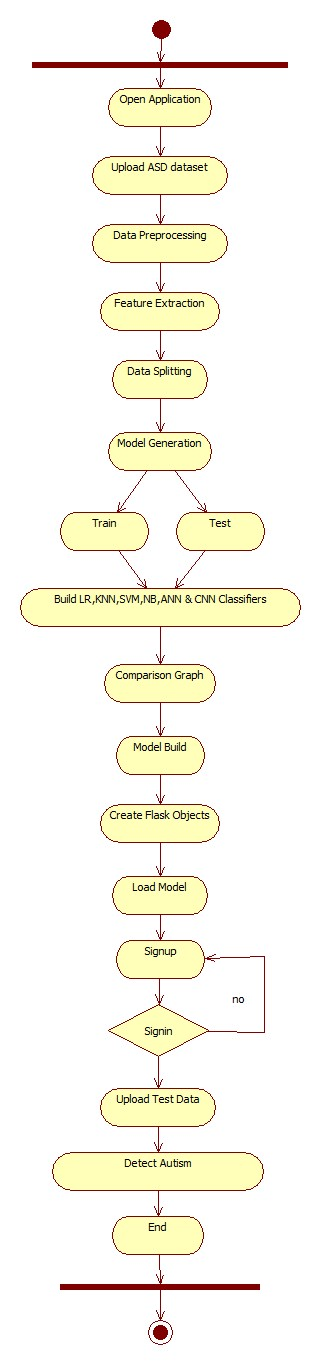 Open Application
Upload ASD dataset
Data Preprocessing
Feature Extraction
Data Splitting
Model Generation
Train
Test
Build LR,KNN,SVM,NB,ANN & CNN Classifiers
Comparison Graph
Model Build
Create Flask Objects
Load Model
Signup
no
Signin
Upload Test Data
Detect Autism
End